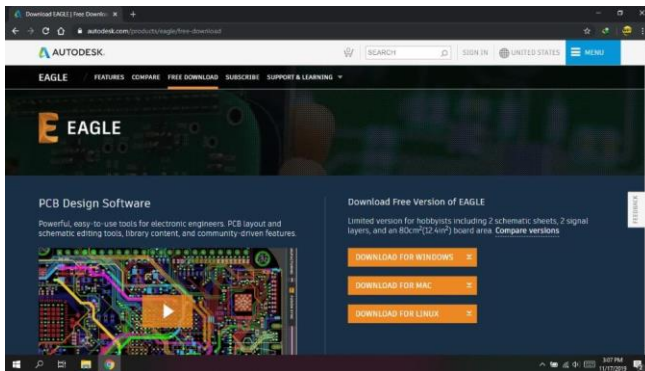 Download EAGLE | Free Downlo
autodesk.com/products/eagle/free-download
AUTODESK.
SEARCH
SIGN IN
UNITED STATES
MENU
EAGLE / FEATURES COMPARE FREE DOWNLOAD SUBSCRIBE SUPPORT & LEARNING
E EAGLE
PCB Design Software
Powerful, easy-to-use tools for electronic engineers. PCB layout and
schematic editing tools, library content, and community-driven features.
Download Free Version of EAGLE
Limited version for hobbyists including 2 schematic sheets, 2 signal
layers, and an 80cm²(12.4in²) board area. Compare versions
DOWNLOAD FOR WINDOWS
DOWNLOAD FOR MAC
DOWNLOAD FOR LINUX
FEEDBACK
3:07 PM
11/17/2019